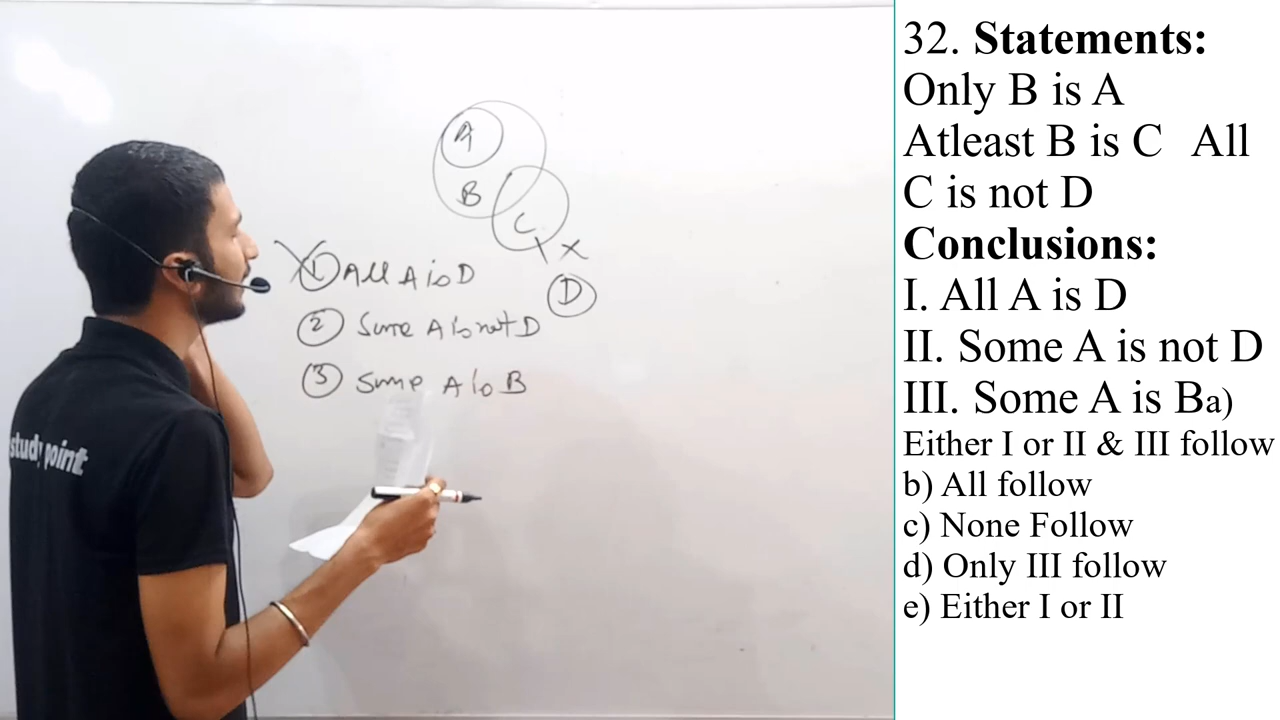 A
B
C
D
1 All A is D
2 Some A is not D
3 Some A is B
study point
32. Statements:
Only B is A
Atleast B is C All
C is not D
Conclusions:
I. All A is D
II. Some A is not D
III. Some A is Ba)
Either I or II & III follow
b) All follow
c) None Follow
d) Only III follow
e) Either I or II